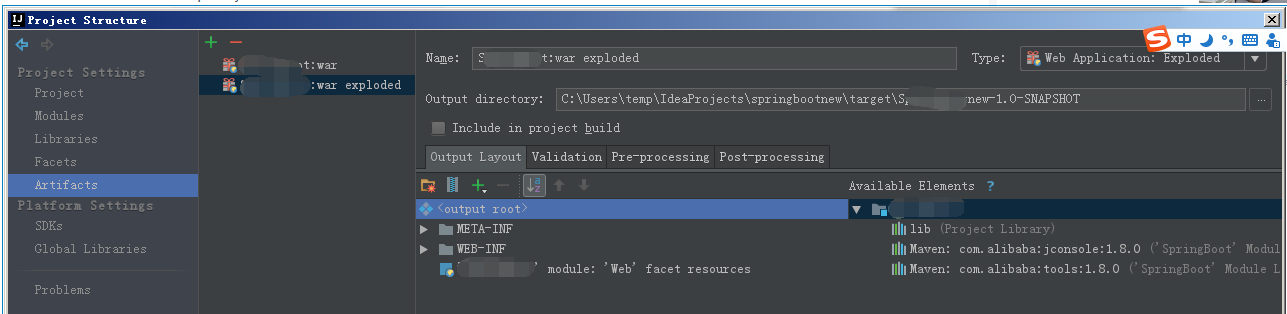 Project Structure
Project Settings
Project
Modules
Libraries
Facets
Artifacts
Platform Settings
SDKs
Global Libraries
Problems
t:war
:war exploded
Name: S t:war exploded
Type: Web Application: Exploded
Output directory: C:\Users\temp\IdeaProjects\springbootnew\target\Sp new-1.0-SNAPSHOT ...
Include in project build
Output Layout Validation Pre-processing Post-processing
Available Elements ?
<output root>
META-INF
WEB-INF
' module: 'Web' facet resources
lib (Project Library)
Maven: com.alibaba:jconsole:1.8.0 ('SpringBoot' Modul
Maven: com.alibaba:tools:1.8.0 ('SpringBoot' Module L
S 中